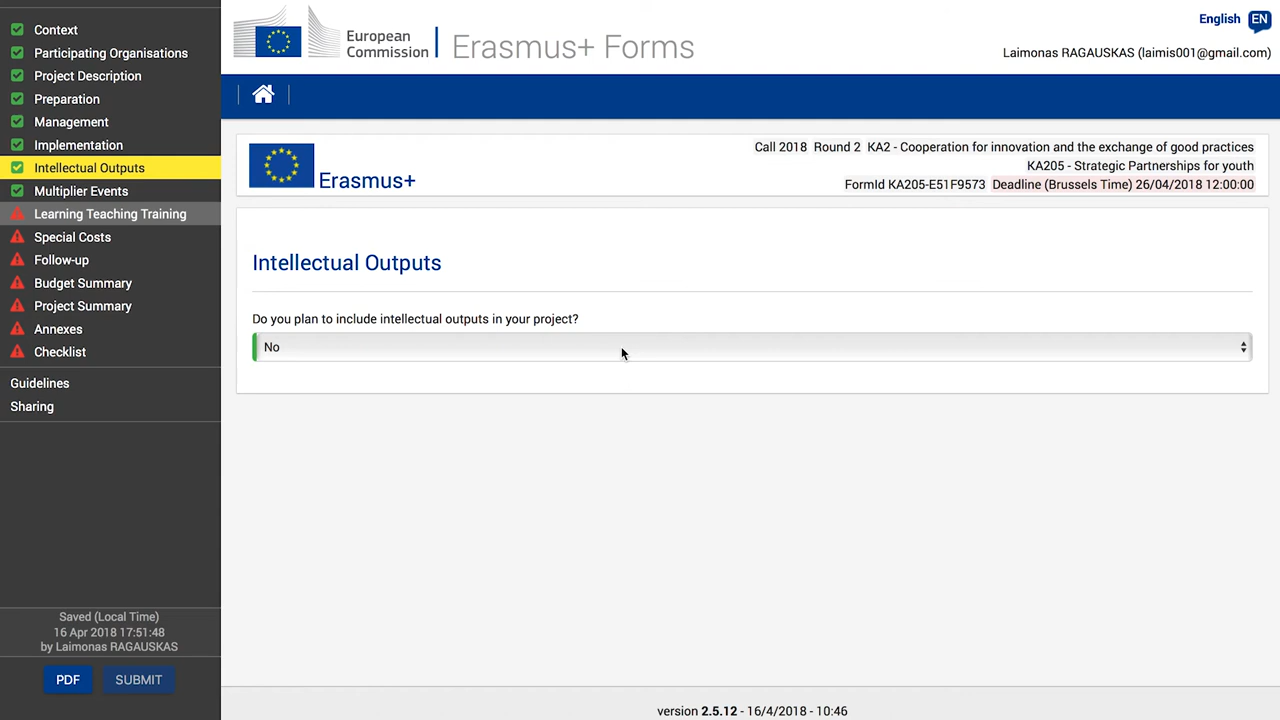 Context
Participating Organisations
Project Description
Preparation
Management
Implementation
Intellectual Outputs
Multiplier Events
Learning Teaching Training
Special Costs
Follow-up
Budget Summary
Project Summary
Annexes
Checklist
Guidelines
Sharing
Saved (Local Time)
16 Apr 2018 17:51:48
by Laimonas RAGAUSKAS
PDF
SUBMIT
European
Commission
Erasmus+ Forms
English EN
Laimonas RAGAUSKAS (laimis001@gmail.com)
Erasmus+
Call 2018 Round 2 KA2 - Cooperation for innovation and the exchange of good practices
KA205 - Strategic Partnerships for youth
FormId KA205-E51F9573 Deadline (Brussels Time) 26/04/2018 12:00:00
Intellectual Outputs
Do you plan to include intellectual outputs in your project?
No
version 2.5.12 - 16/4/2018 - 10:46